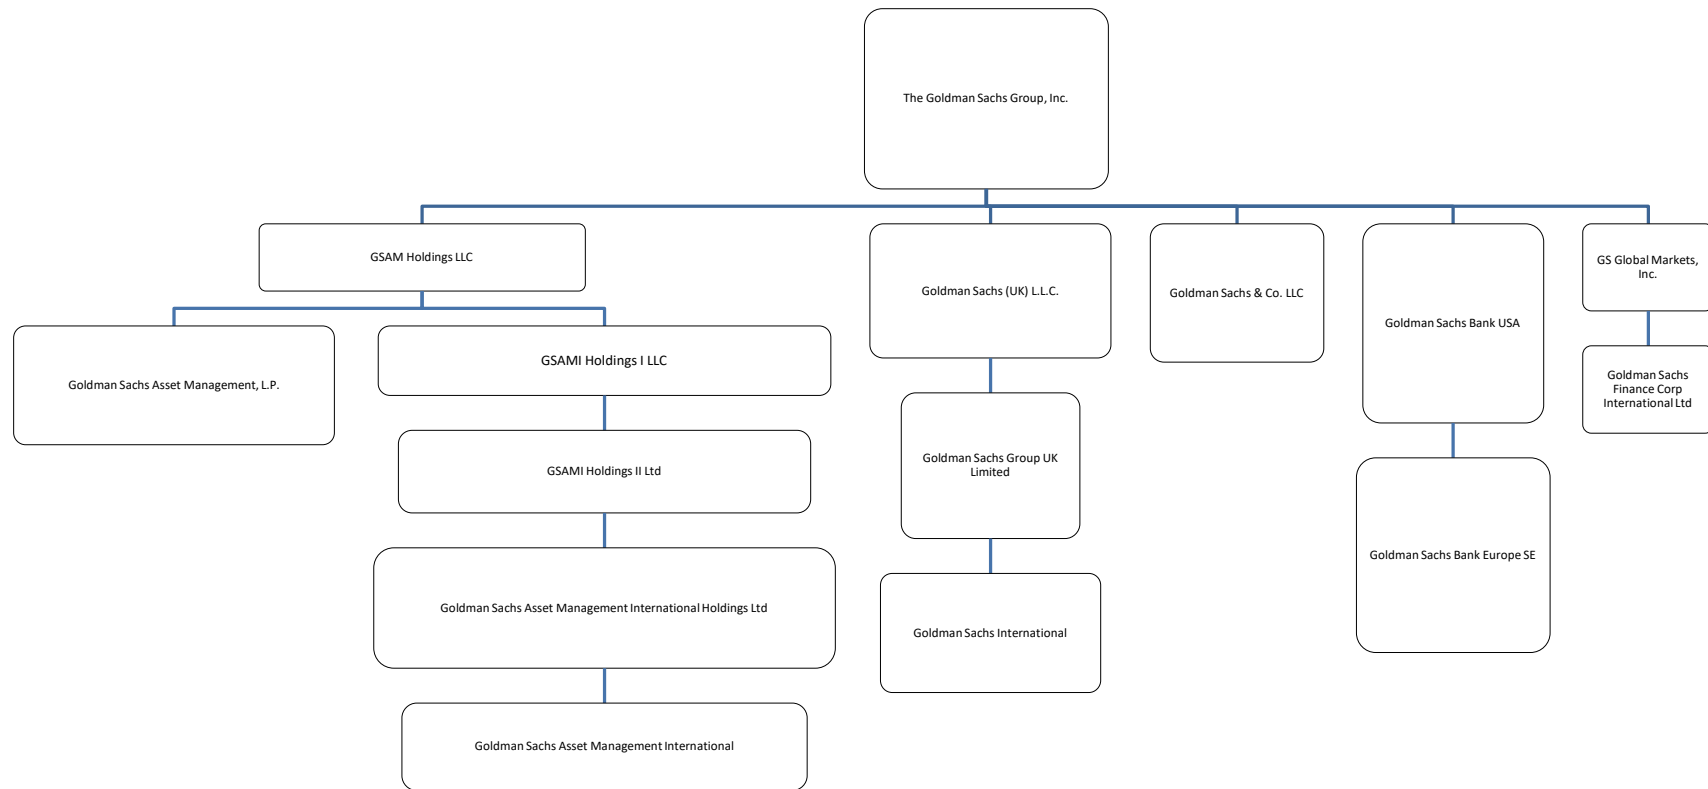 The Goldman Sachs Group, Inc.
GSAM Holdings LLC
Goldman Sachs (UK) L.L.C.
Goldman Sachs & Co. LLC
Goldman Sachs Bank USA
GS Global Markets,
Inc.
Goldman Sachs Asset Management, L.P.
GSAMI Holdings I LLC
Goldman Sachs
Finance Corp
International Ltd
GSAMI Holdings II Ltd
Goldman Sachs Group UK
Limited
Goldman Sachs Bank Europe SE
Goldman Sachs Asset Management International Holdings Ltd
Goldman Sachs International
Goldman Sachs Asset Management International